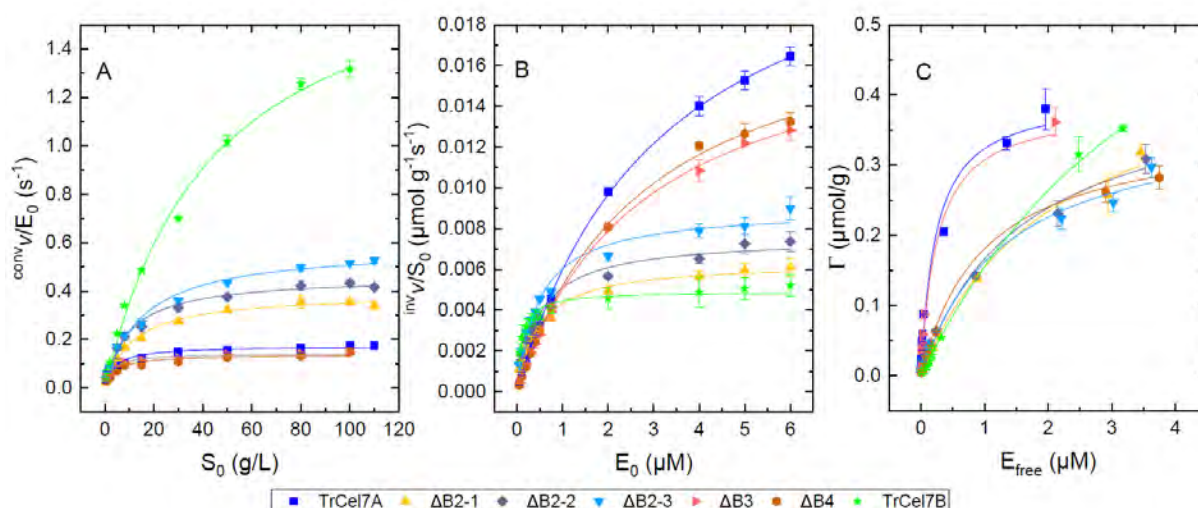 A
B
C
1.4
1.2
1.0
0.8
0.6
0.4
0.2
0.0
convv/E0 (s-1)
0 20 40 60 80 100 120
S0 (g/L)
0.016
0.014
0.012
0.010
0.008
0.006
0.004
0.002
0.000
invv/S0 (µmol g-1s-1)
0 1 2 3 4 5 6
E0 (µM)
0.5
0.4
0.3
0.2
0.1
0.0
Γ (µmol/g)
0 1 2 3 4
Efree (µM)
TrCel7A ΔB2-1 ΔB2-2 ΔB2-3 ΔB3 ΔB4 TrCel7B